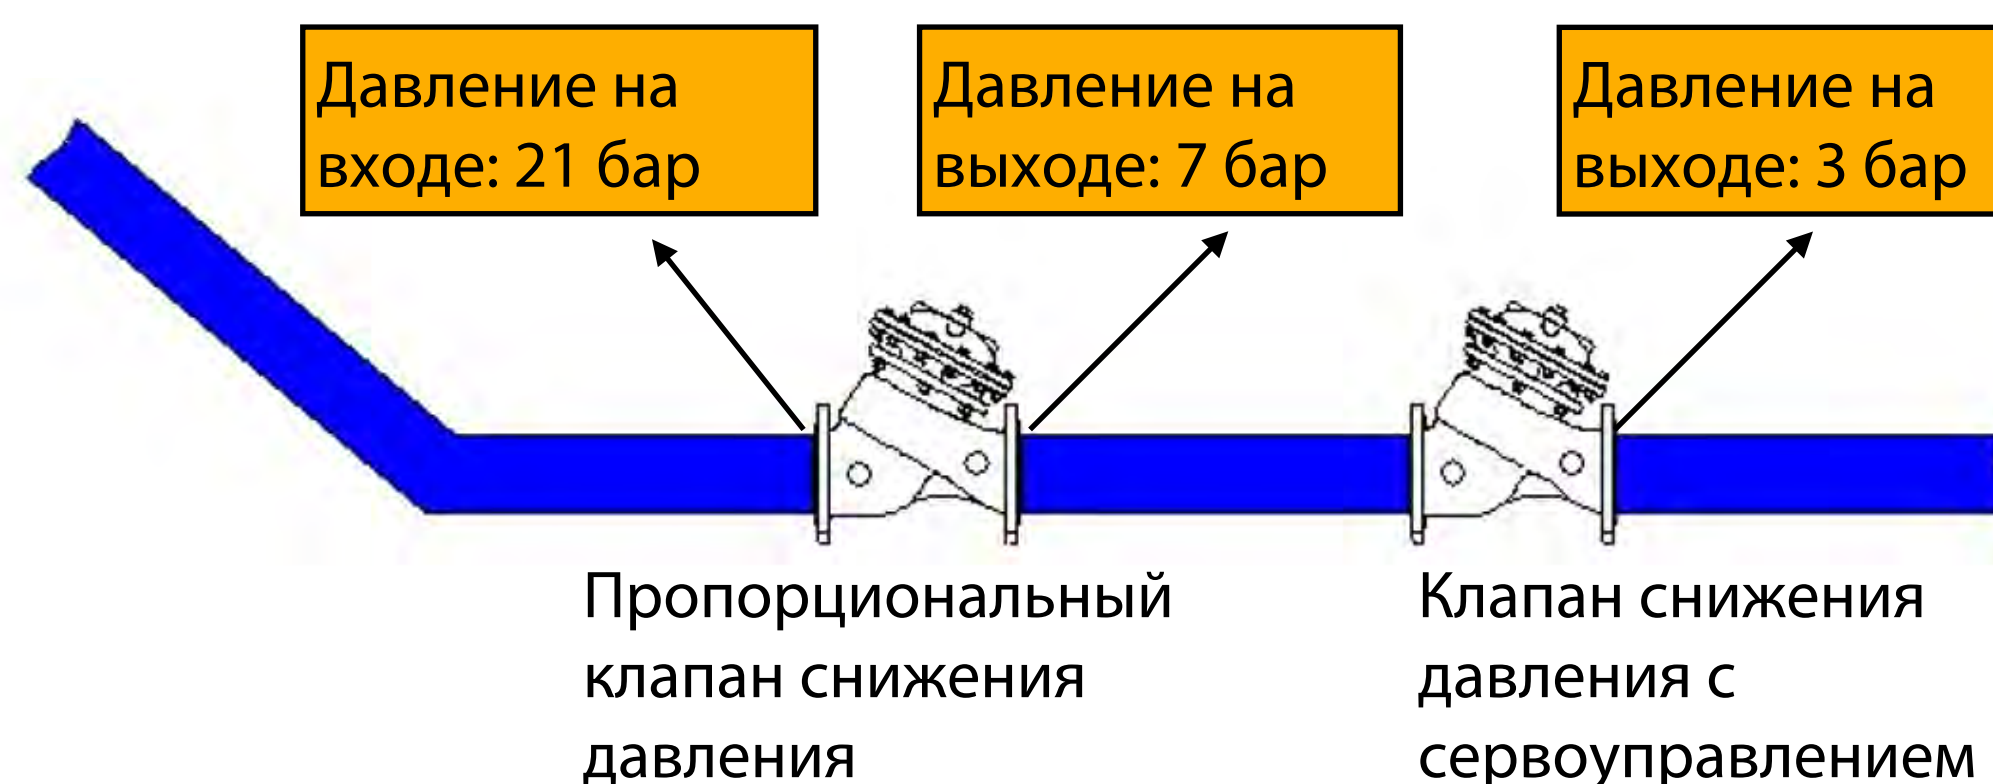 Давление на
входе: 21 бар
Давление на
выходе: 7 бар
Давление на
выходе: 3 бар
Пропорциональный
клапан снижения
давления
Клапан снижения
давления с
сервоуправлением